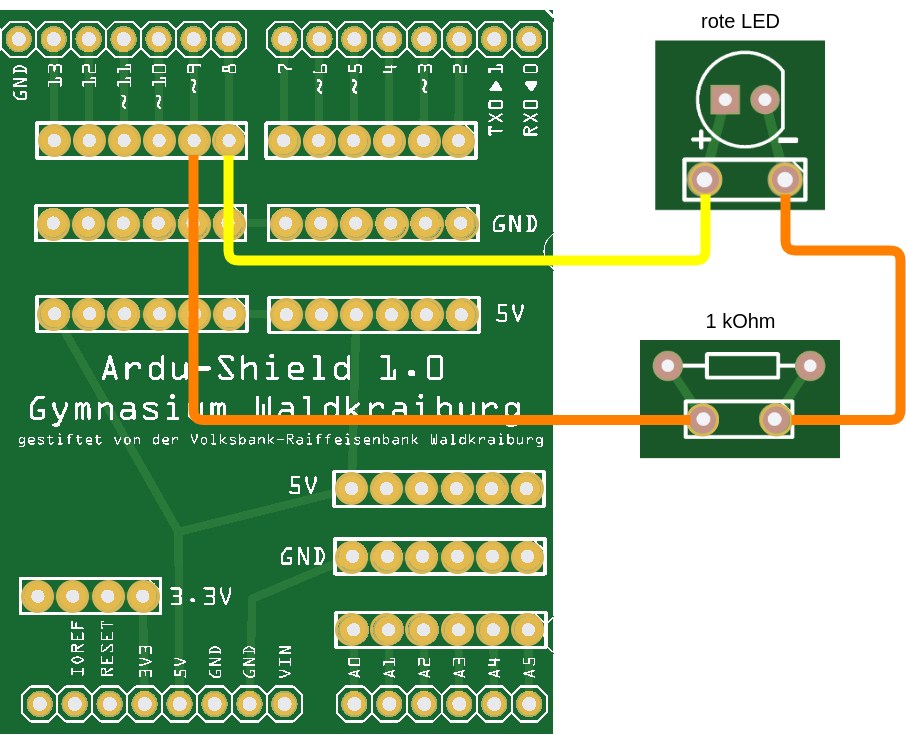 rote LED
GND 13 12 ~11 ~10 ~9 8 7 ~6 ~5 4 ~3 2 TX0▶1 RX0◀0
+ −
GND
5V
1 kOhm
Ardu-Shield 1.0
Gymnasium Waldkraiburg
gestiftet von der Volksbank-Raiffeisenbank Waldkraiburg
5V
GND
3.3V
IOREF RESET 3V3 5V GND GND VIN A0 A1 A2 A3 A4 A5